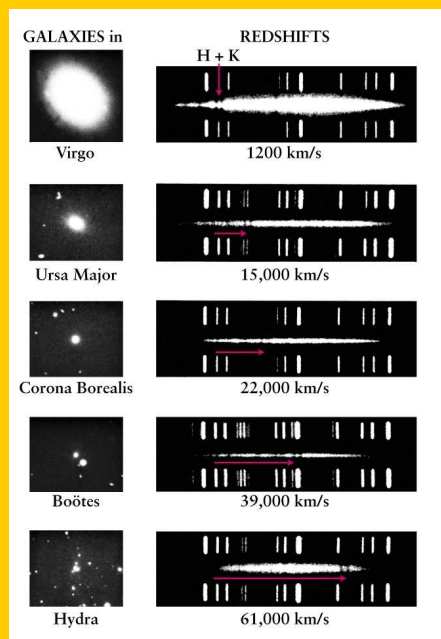 GALAXIES in REDSHIFTS
H + K
Virgo 1200 km/s
Ursa Major 15,000 km/s
Corona Borealis 22,000 km/s
Boötes 39,000 km/s
Hydra 61,000 km/s